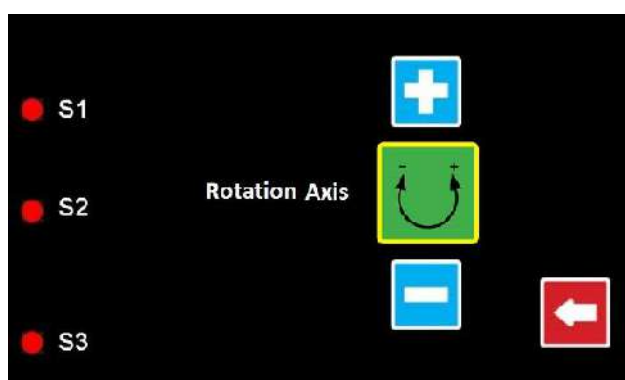 S1
Rotation Axis
- +
S2
S3